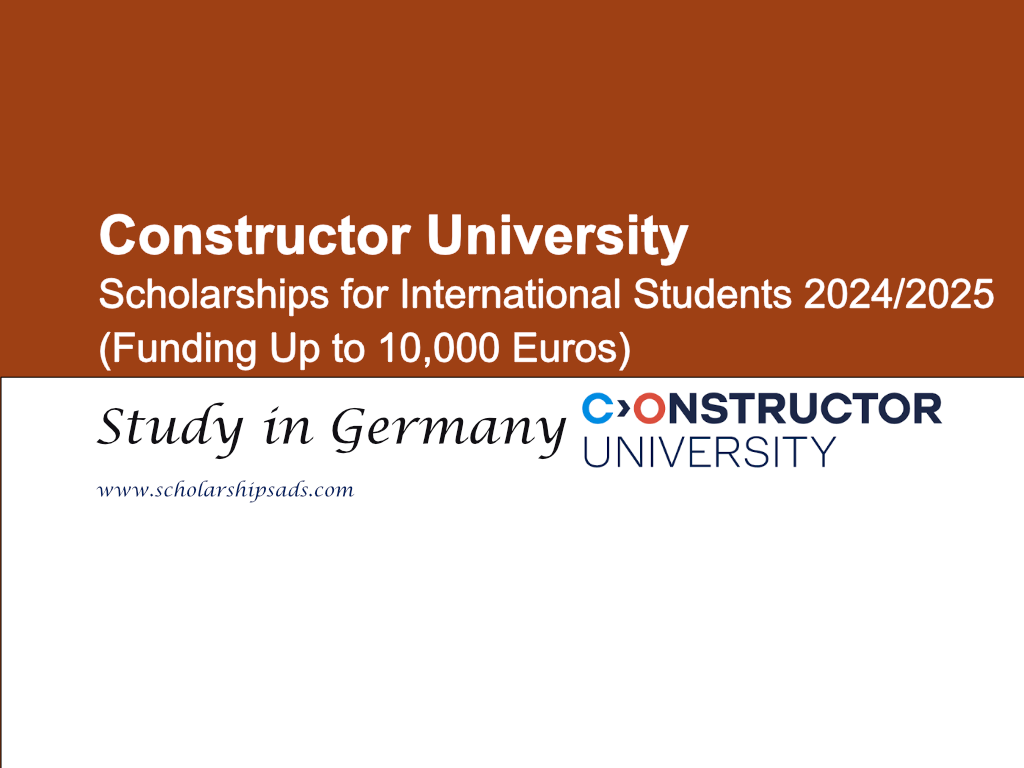 Constructor University
Scholarships for International Students 2024/2025
(Funding Up to 10,000 Euros)
Study in Germany
C›ONSTRUCTOR
UNIVERSITY
www.scholarshipsads.com